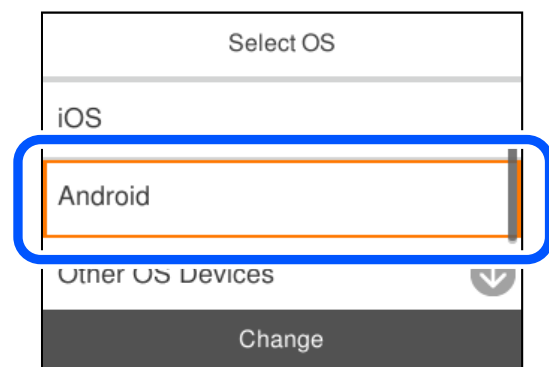 Select OS
iOS
Android
Other OS Devices
Change